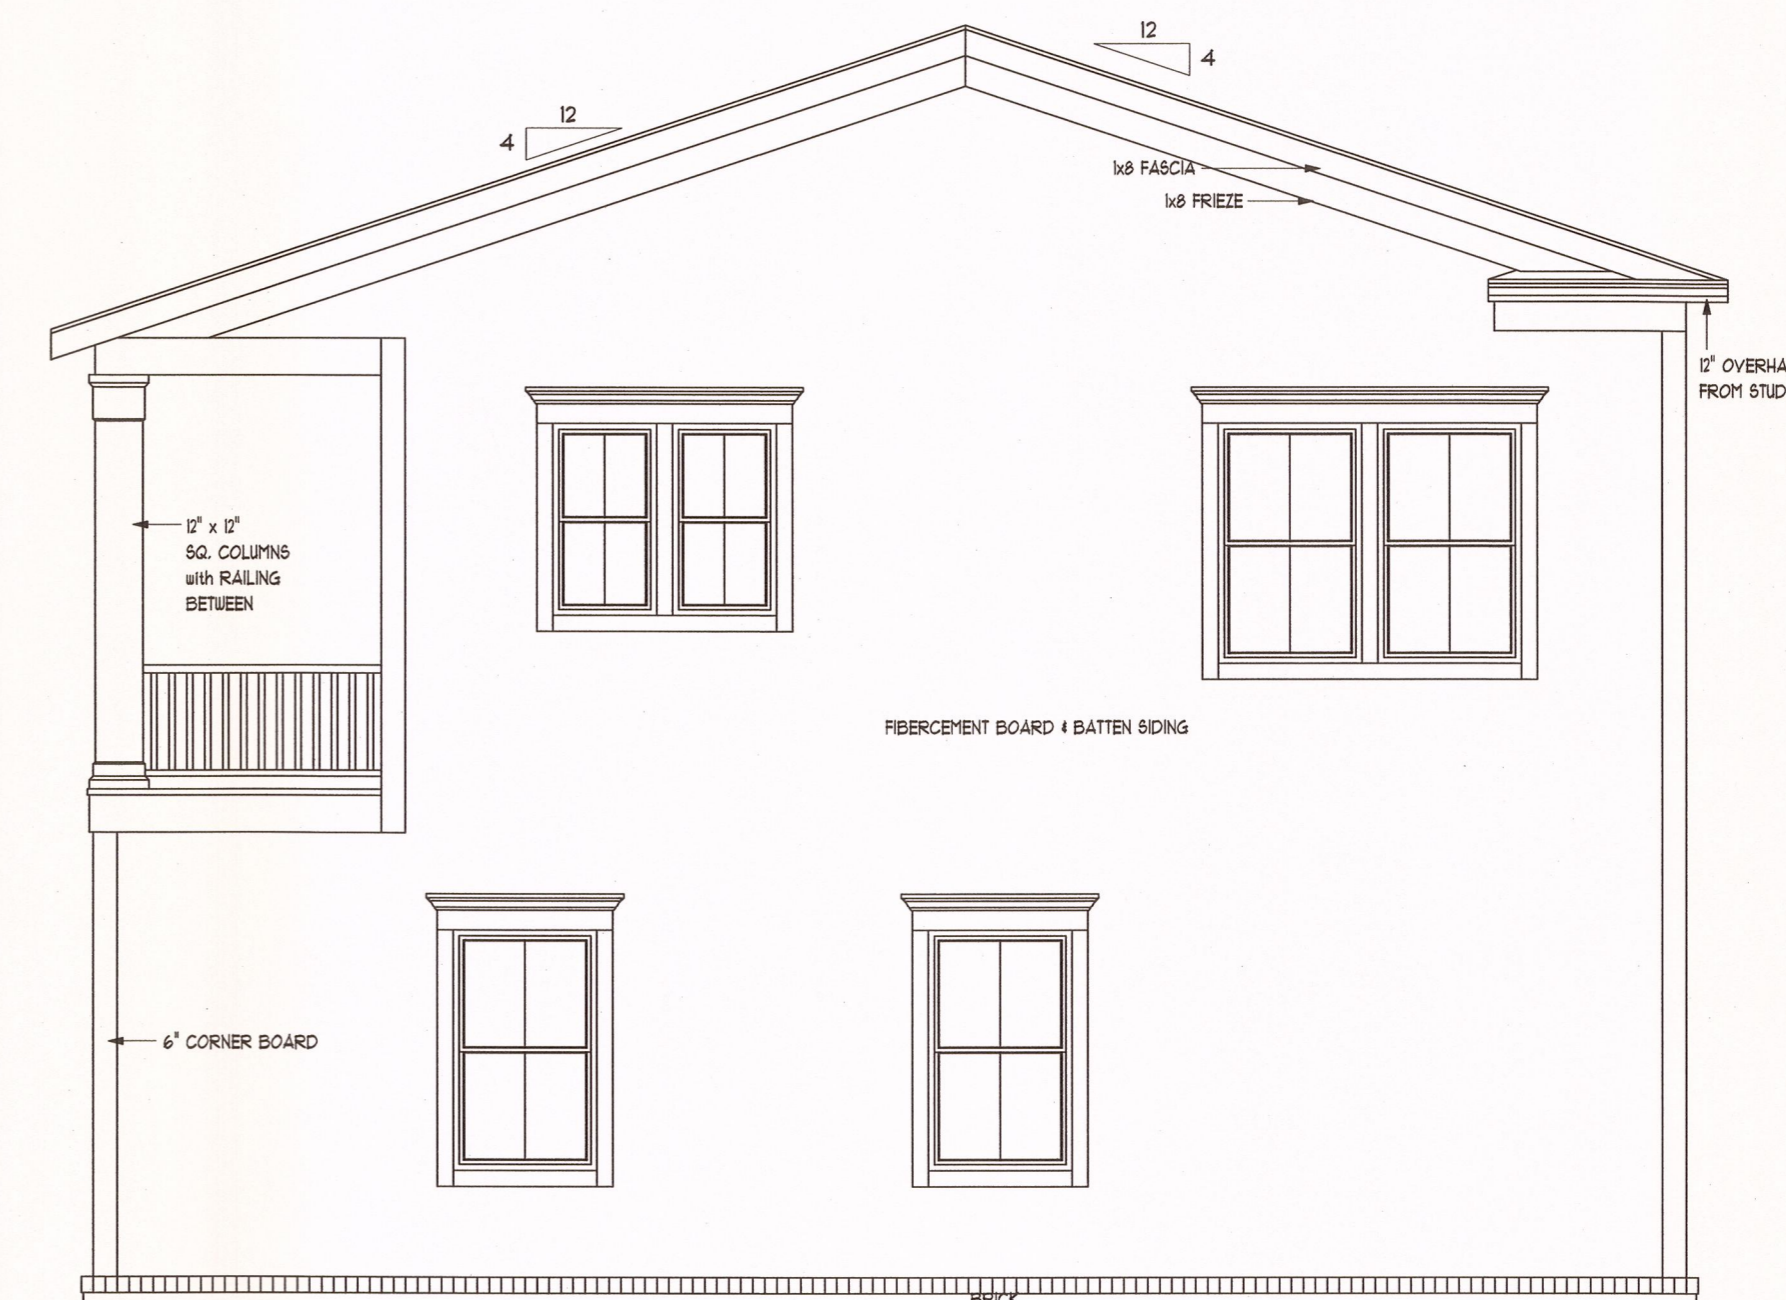 12
4
12
4
1x8 FASCIA
1x8 FRIEZE
12" OVERHA
FROM STUD
12" x 12"
SQ. COLUMNS
with RAILING
BETWEEN
FIBERCEMENT BOARD & BATTEN SIDING
6" CORNER BOARD
BRICK